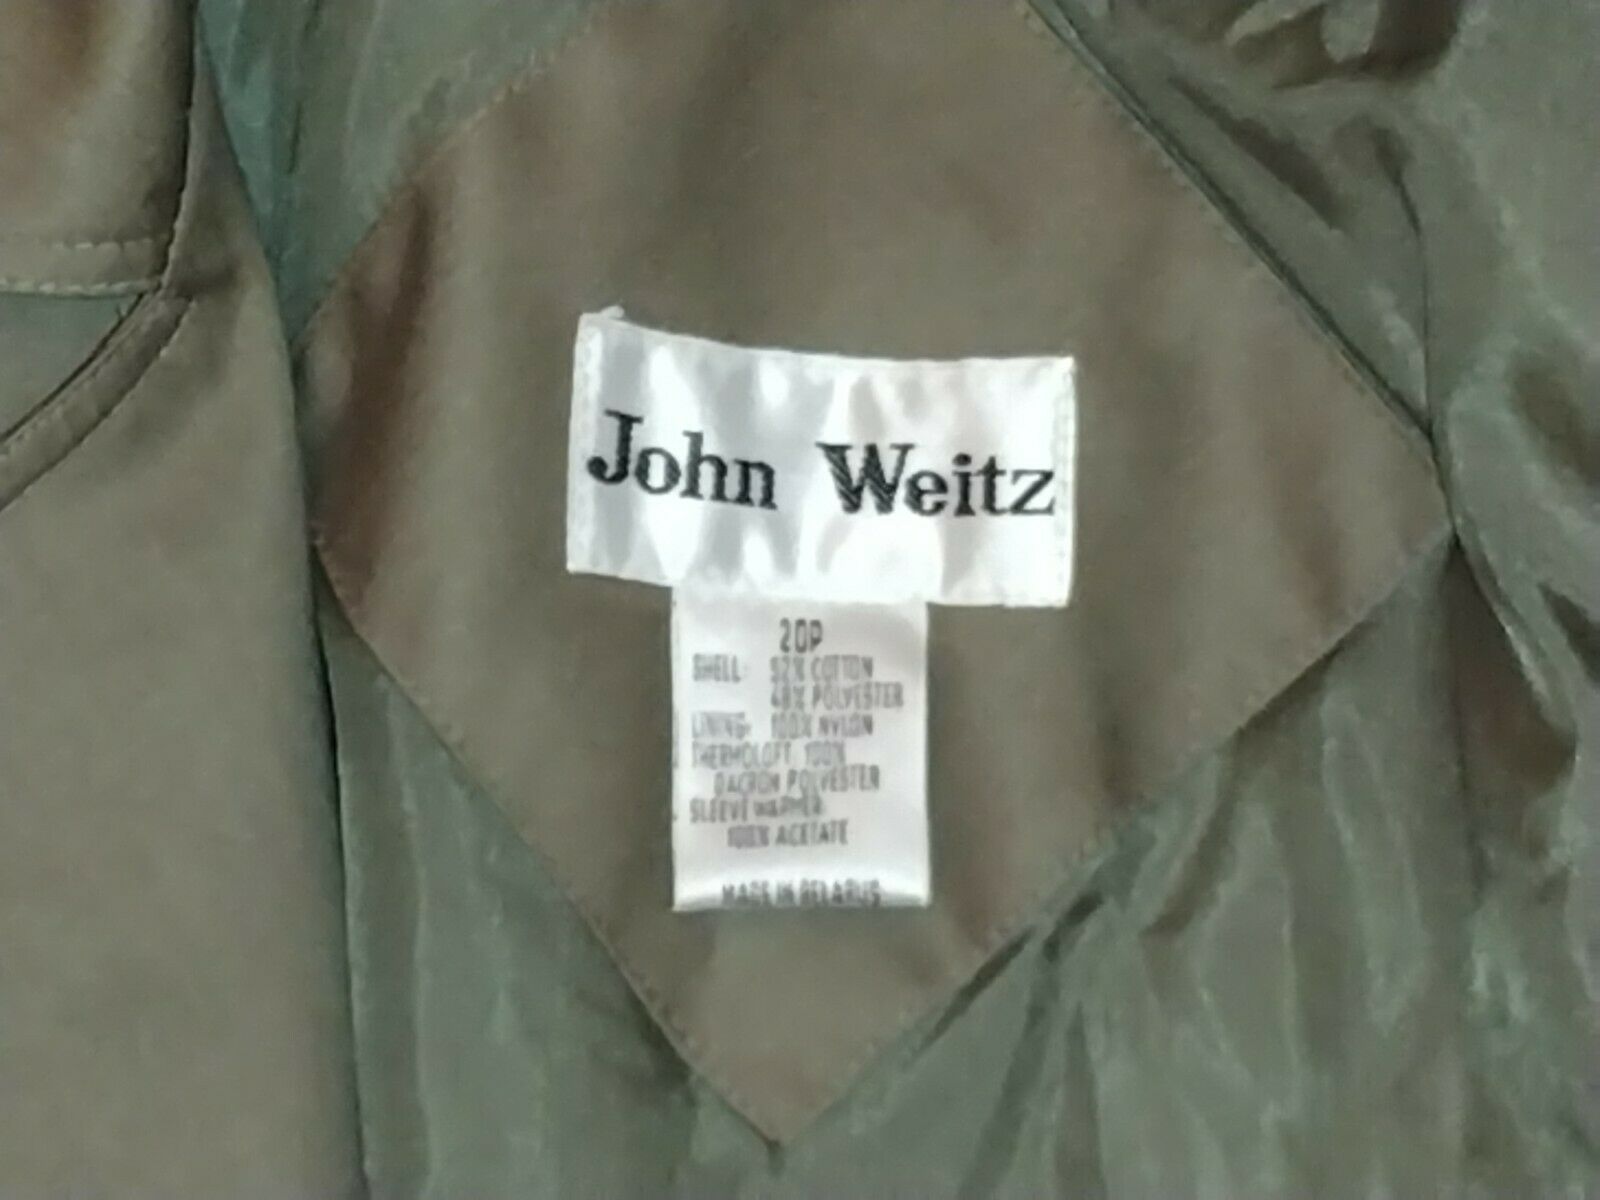 John Weitz
20P
SHELL: 52% COTTON
48% POLYESTER
LINING: 100% NYLON
THERMOLOFT 100%
DACRON POLYESTER
SLEEVE WARMER:
100% ACETATE
MADE IN BELARUS